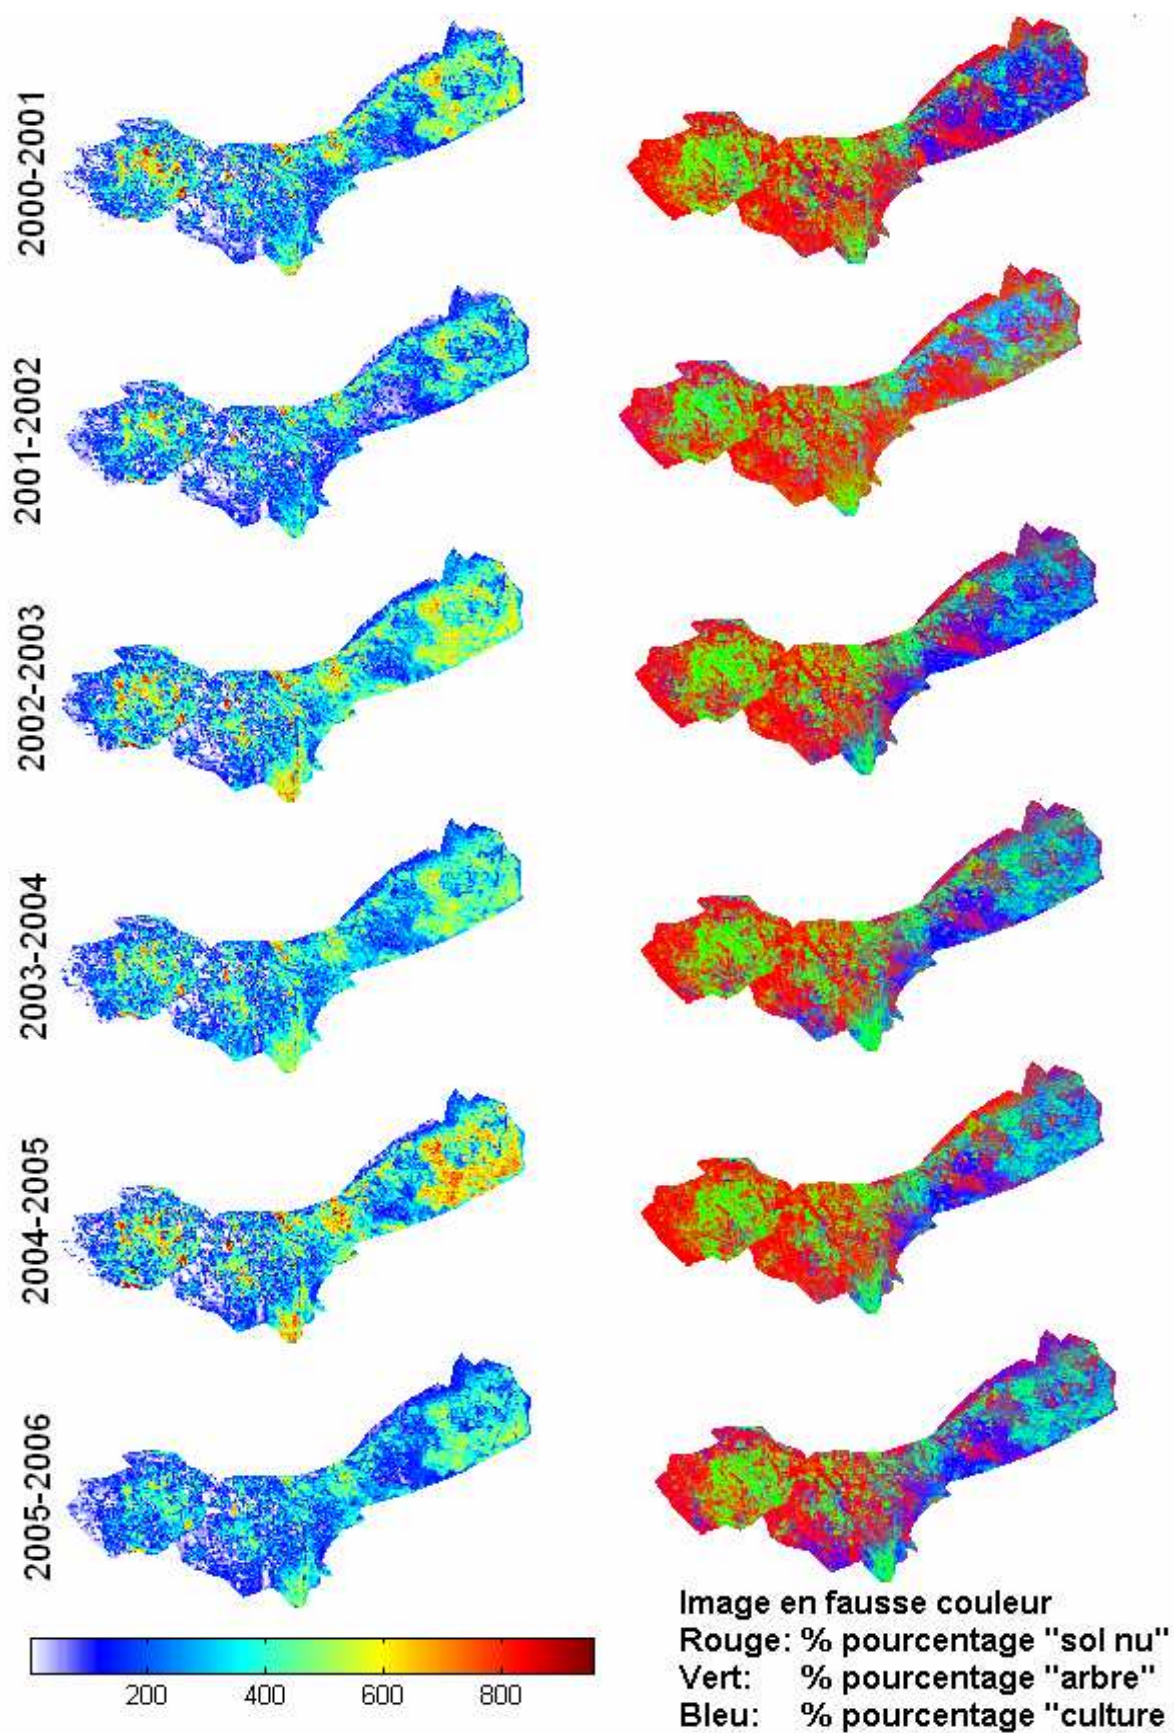 2000-2001
2001-2002
2002-2003
2003-2004
2004-2005
2005-2006
200 400 600 800
Image en fausse couleur
Rouge: % pourcentage "sol nu"
Vert: % pourcentage "arbre"
Bleu: % pourcentage "culture